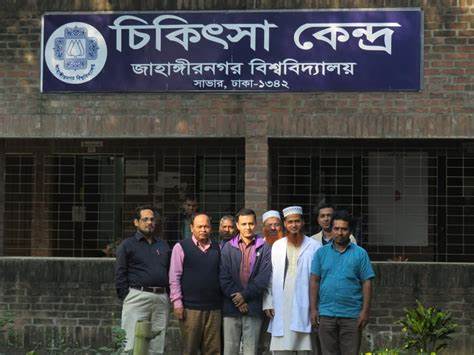 চিকিৎসা কেন্দ্র
জাহাঙ্গীরনগর বিশ্ববিদ্যালয়
সাভার, ঢাকা-১৩৪২